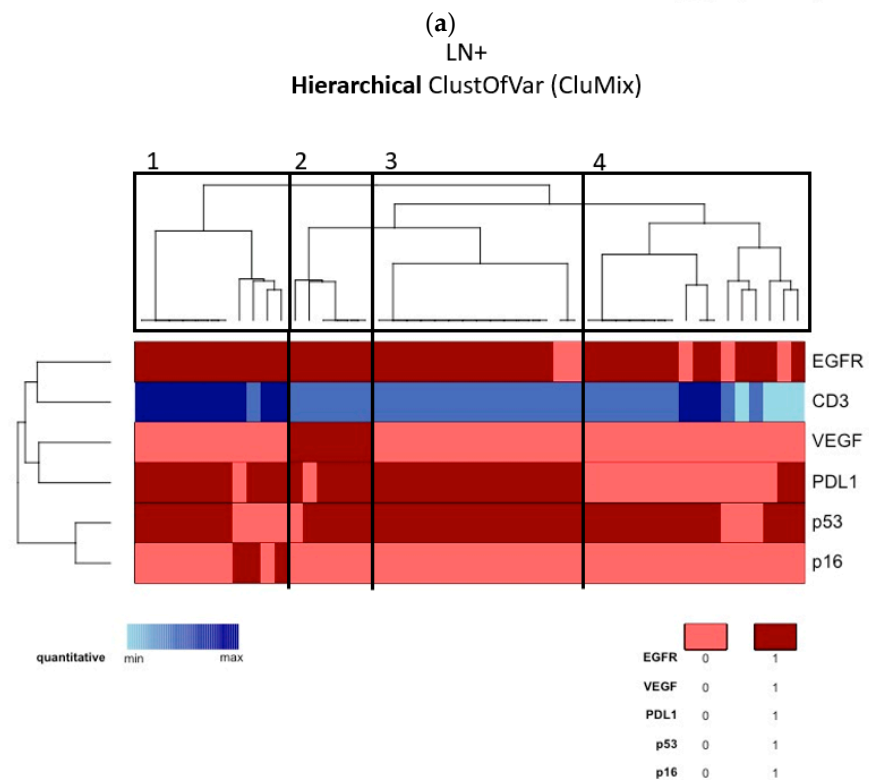 (a)
LN+
Hierarchical ClustOfVar (CluMix)
1 2 3 4
EGFR
CD3
VEGF
PDL1
p53
p16
quantitative min max
EGFR 0 1
VEGF 0 1
PDL1 0 1
p53 0 1
p16 0 1